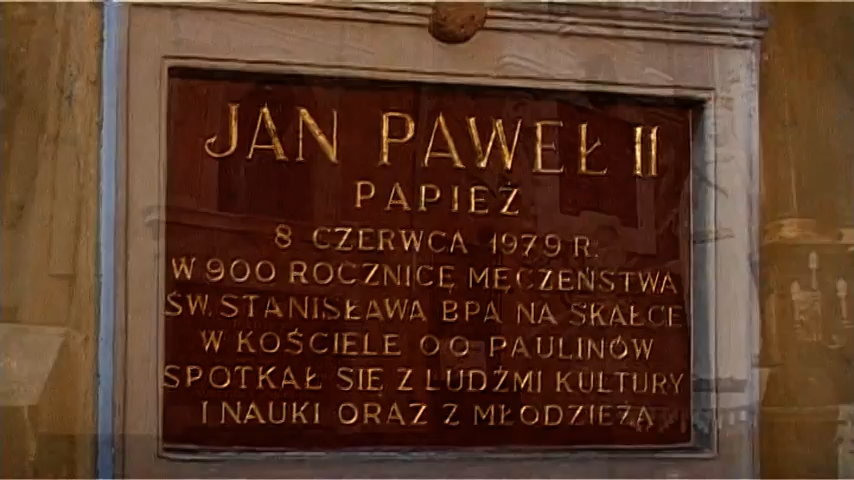 JAN PAWEŁ II
PAPIEŻ
8 CZERWCA 1979 R.
W 900 ROCZNICĘ MĘCZEŃSTWA
ŚW. STANISŁAWA BPA NA SKAŁCE
W KOŚCIELE OO PAULINÓW
SPOTKAŁ SIĘ Z LUDŹMI KULTURY
I NAUKI ORAZ Z MŁODZIEŻĄ